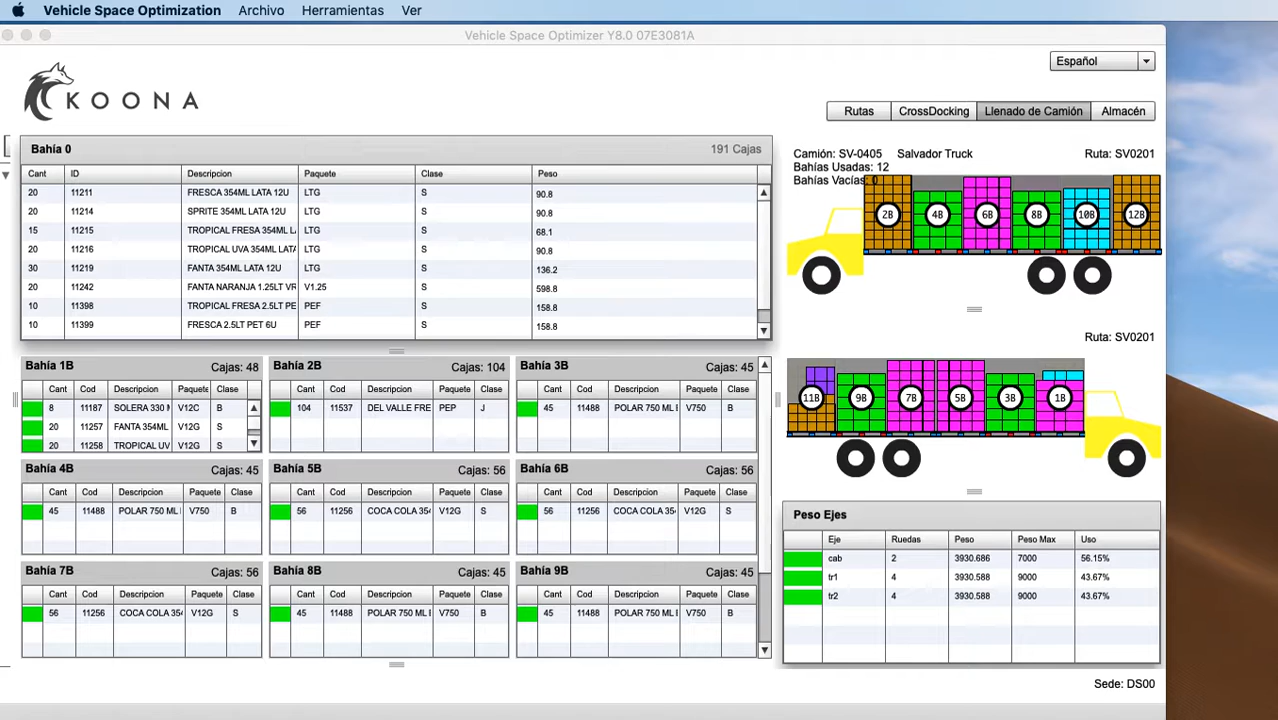 Vehicle Space Optimization Archivo Herramientas Ver
Vehicle Space Optimizer Y8.0 07E3081A
Español
KOONA
Rutas CrossDocking Llenado de Camión Almacén
Bahía 0 191 Cajas
Cant ID Descripcion Paquete Clase Peso
20 11211 FRESCA 354ML LATA 12U LTG S 90.8
20 11214 SPRITE 354ML LATA 12U LTG S 90.8
15 11215 TROPICAL FRESA 354ML L LTG S 68.1
20 11216 TROPICAL UVA 354ML LATA LTG S 90.8
30 11219 FANTA 354ML LATA 12U LTG S 136.2
20 11242 FANTA NARANJA 1.25LT VR V1.25 S 598.8
10 11398 TROPICAL FRESA 2.5LT PE PEF S 158.8
10 11399 FRESCA 2.5LT PET 6U PEF S 158.8
Camión: SV-0405 Salvador Truck Ruta: SV0201
Bahías Usadas: 12
Bahías Vacías: 0
2B 4B 6B 8B 10B 12B
Ruta: SV0201
11B 9B 7B 5B 3B 1B
Bahía 1B Cajas: 48
Cant Cod Descripcion Paquete Clase
8 11187 SOLERA 330 M V12C B
20 11257 FANTA 354ML V12G S
20 11258 TROPICAL UV V12G S
Bahía 2B Cajas: 104
Cant Cod Descripcion Paquete Clase
104 11537 DEL VALLE FRE PEP J
Bahía 3B Cajas: 45
Cant Cod Descripcion Paquete Clase
45 11488 POLAR 750 ML V750 B
Bahía 4B Cajas: 45
Cant Cod Descripcion Paquete Clase
45 11488 POLAR 750 ML V750 B
Bahía 5B Cajas: 56
Cant Cod Descripcion Paquete Clase
56 11256 COCA COLA 354 V12G S
Bahía 6B Cajas: 56
Cant Cod Descripcion Paquete Clase
56 11256 COCA COLA 354 V12G S
Bahía 7B Cajas: 56
Cant Cod Descripcion Paquete Clase
56 11256 COCA COLA 354 V12G S
Bahía 8B Cajas: 45
Cant Cod Descripcion Paquete Clase
45 11488 POLAR 750 ML V750 B
Bahía 9B Cajas: 45
Cant Cod Descripcion Paquete Clase
45 11488 POLAR 750 ML V750 B
Peso Ejes
Eje Ruedas Peso Peso Max Uso
cab 2 3930.686 7000 56.15%
tr1 4 3930.588 9000 43.67%
tr2 4 3930.588 9000 43.67%
Sede: DS00